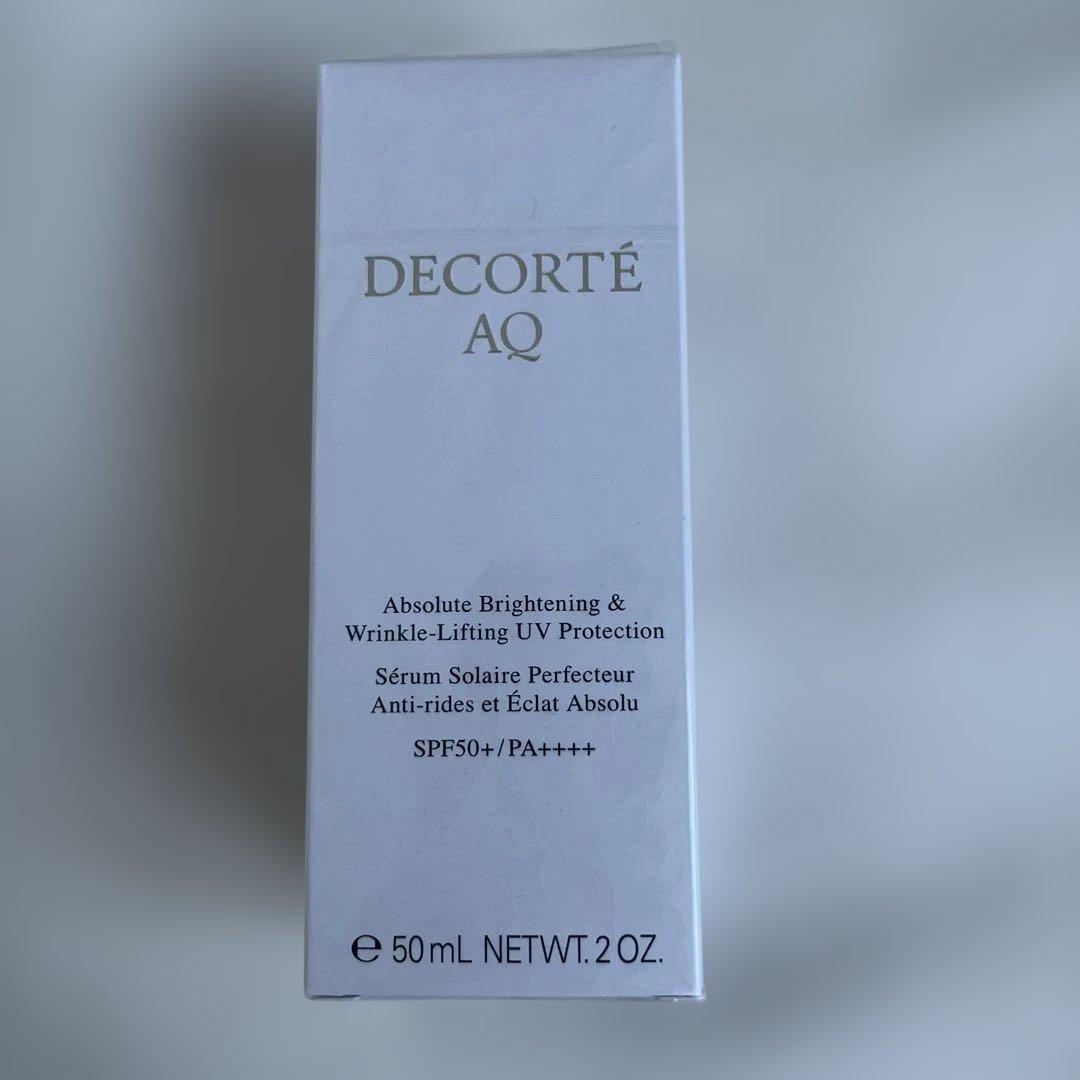 DECORTÉ
AQ
Absolute Brightening &
Wrinkle-Lifting UV Protection
Sérum Solaire Perfecteur
Anti-rides et Éclat Absolu
SPF50+/PA++++
℮ 50mL NETWT. 2 OZ.